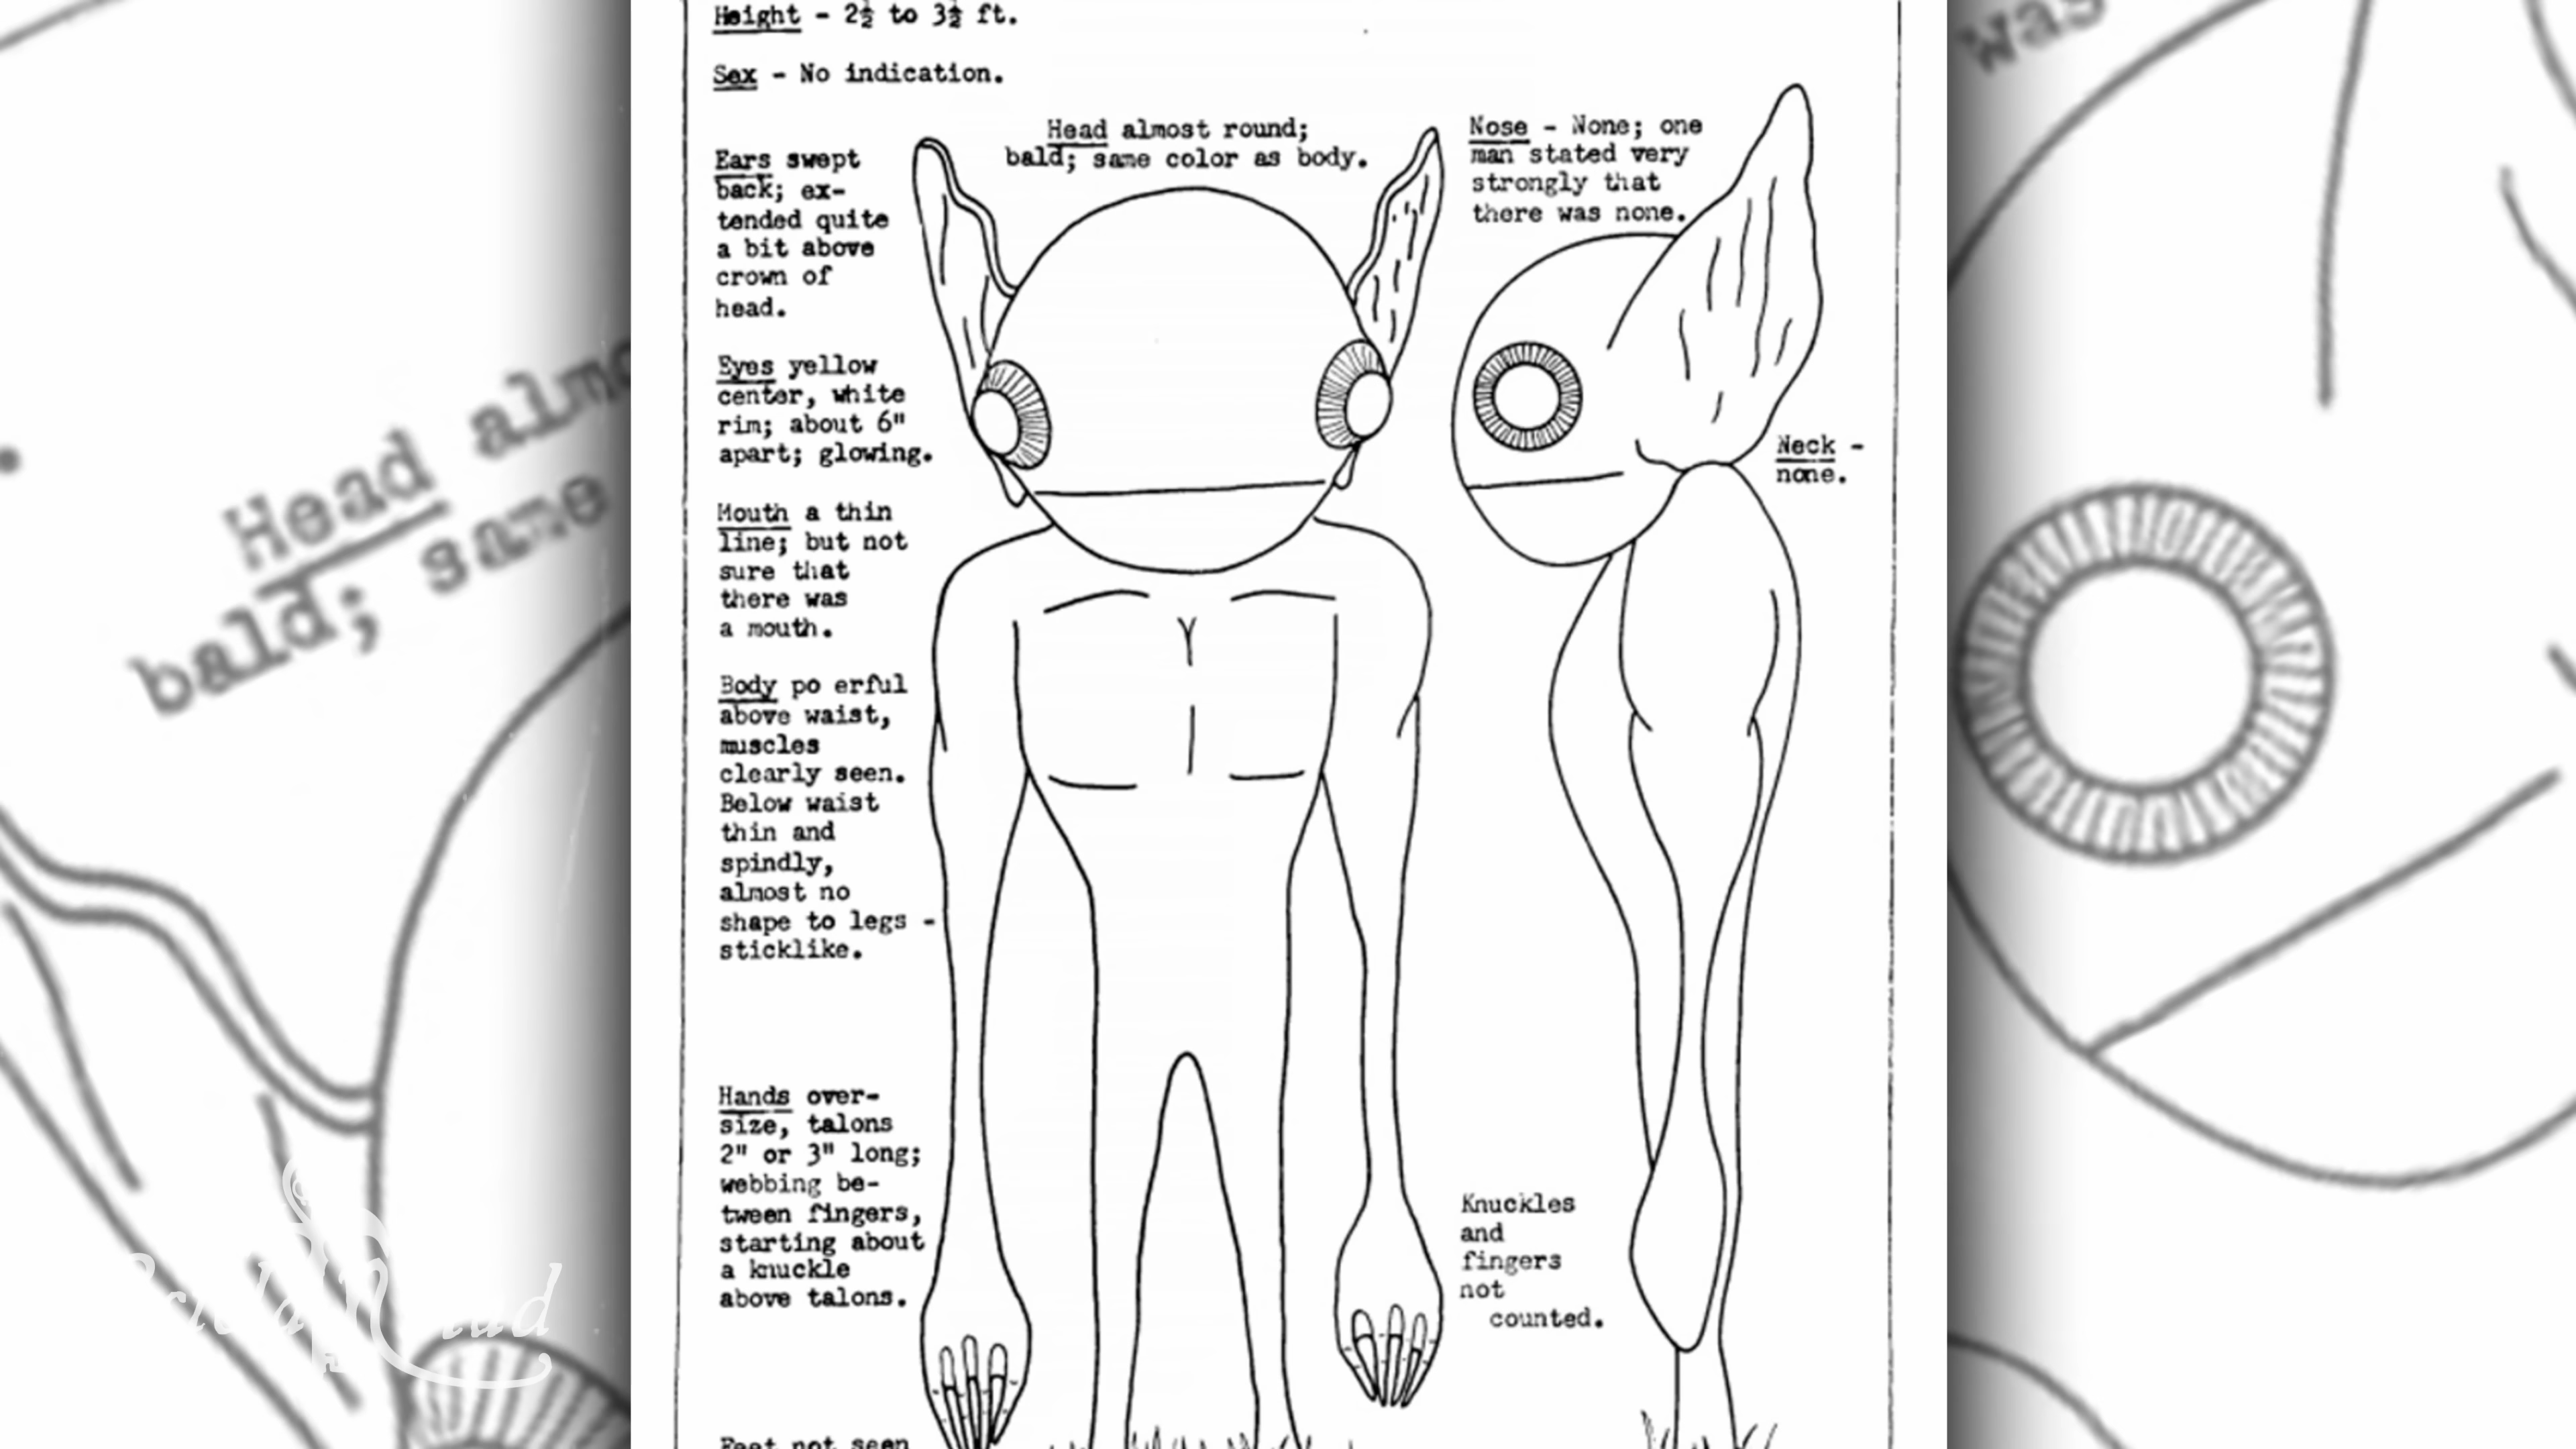 Height - 2½ to 3½ ft.
Sex - No indication.
Head almost round;
bald; same color as body.
Ears swept
back; ex-
tended quite
a bit above
crown of
head.
Eyes yellow
center, white
rim; about 6"
apart; glowing.
Mouth a thin
line; but not
sure that
there was
a mouth.
Body po erful
above waist,
muscles
clearly seen.
Below waist
thin and
spindly,
almost no
shape to legs -
sticklike.
Hands over-
size, talons
2" or 3" long;
webbing be-
tween fingers,
starting about
a knuckle
above talons.
Feet not seen
Nose - None; one
man stated very
strongly that
there was none.
Neck -
none.
Knuckles
and
fingers
not
counted.
Head almo
bald; same
was